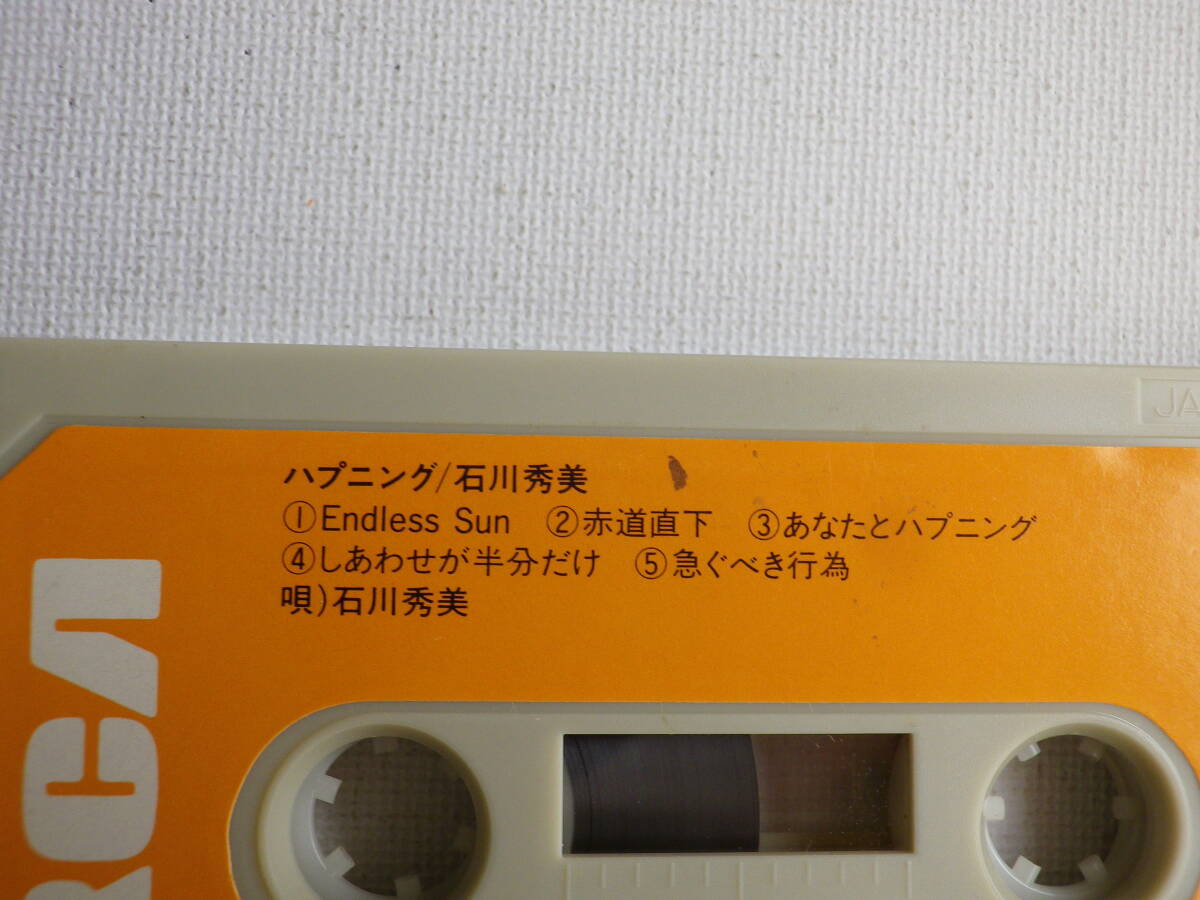 ハプニング/石川秀美
①Endless Sun ②赤道直下 ③あなたとハプニング
④しあわせが半分だけ ⑤急ぐべき行為
唄)石川秀美
RCA
JA